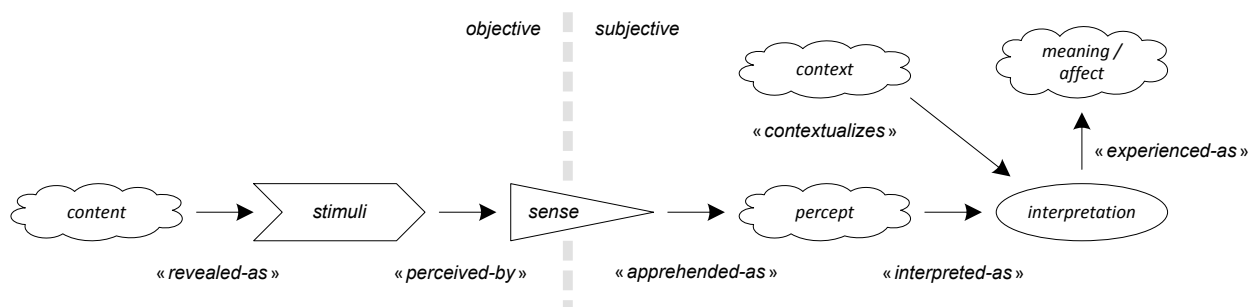 objective
subjective
context
meaning /
affect
«contextualizes»
«experienced-as»
content
stimuli
sense
percept
interpretation
«revealed-as»
«perceived-by»
«apprehended-as»
«interpreted-as»